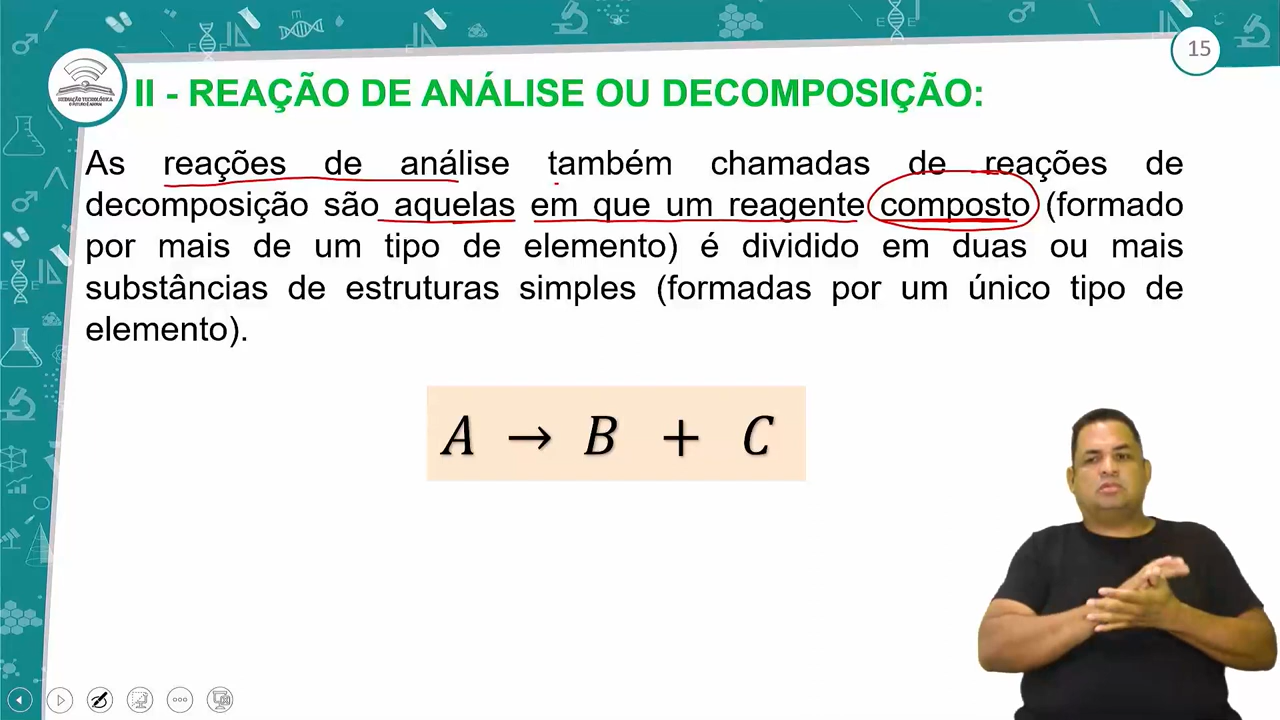 15
II - REAÇÃO DE ANÁLISE OU DECOMPOSIÇÃO:
MEDIAÇÃO TECNOLÓGICA
As reações de análise também chamadas de reações de
decomposição são aquelas em que um reagente composto (formado
por mais de um tipo de elemento) é dividido em duas ou mais
substâncias de estruturas simples (formadas por um único tipo de
elemento).
A → B + C